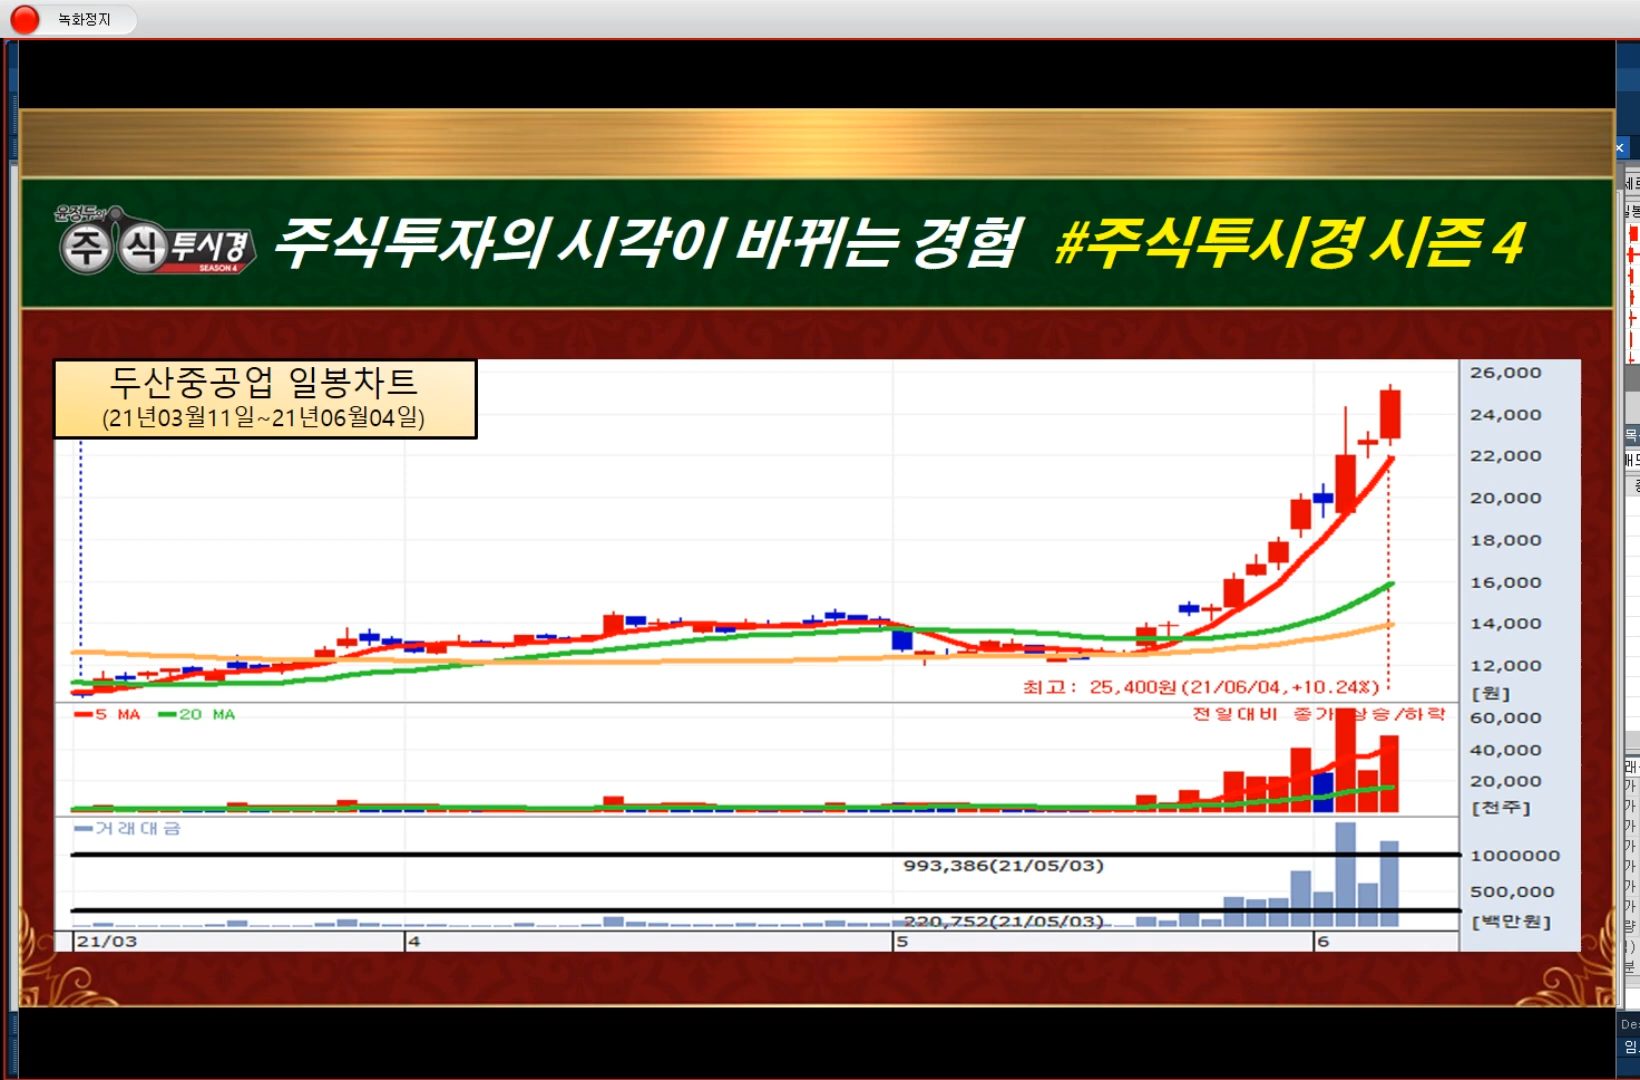 녹화정지
윤정두의
주식투시경
SEASON 4
주식투자의 시각이 바뀌는 경험 #주식투시경 시즌 4
두산중공업 일봉차트
(21년03월11일~21년06월04일)
26,000
24,000
22,000
20,000
18,000
16,000
14,000
12,000
[원]
최고: 25,400원(21/06/04,+10.24%)
5 MA 20 MA
전일대비 종가 상승/하락
60,000
40,000
20,000
[천주]
거래대금
993,386(21/05/03)
1000000
500,000
220,752(21/05/03)
[백만원]
21/03
4
5
6